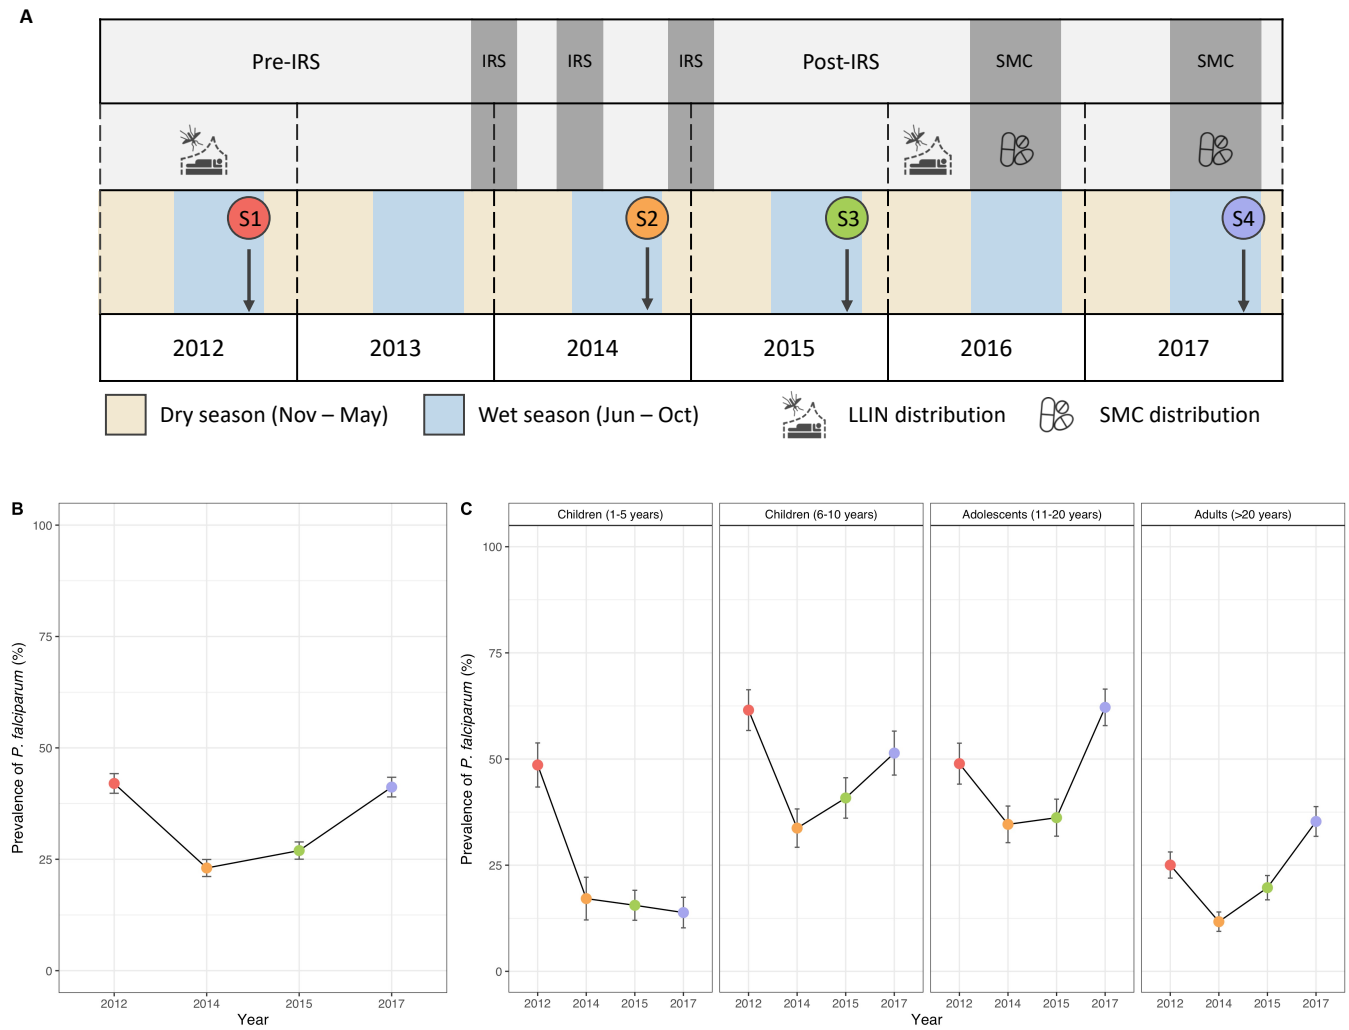 A
Pre-IRS
IRS
IRS
IRS
Post-IRS
SMC
SMC
S1
S2
S3
S4
2012
2013
2014
2015
2016
2017
Dry season (Nov – May)
Wet season (Jun – Oct)
LLIN distribution
SMC distribution
B
Prevalence of P. falciparum (%)
100
75
50
25
0
2012
2014
2015
2017
Year
C
Prevalence of P. falciparum (%)
100
75
50
25
0
Children (1-5 years)
Children (6-10 years)
Adolescents (11-20 years)
Adults (>20 years)
2012
2014
2015
2017
2012
2014
2015
2017
2012
2014
2015
2017
2012
2014
2015
2017
Year